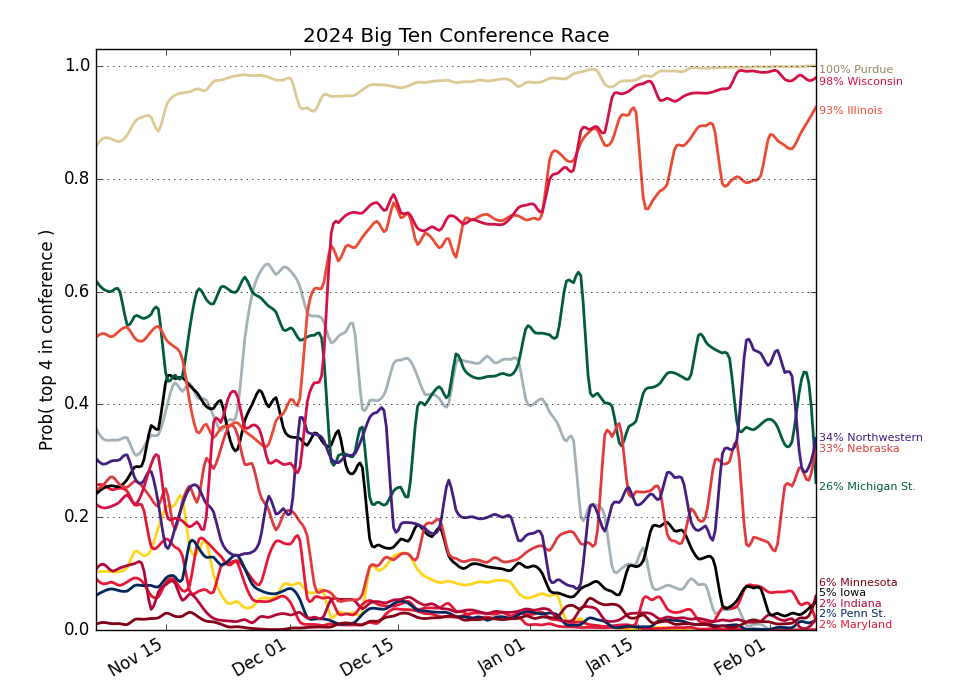 2024 Big Ten Conference Race
Prob( top 4 in conference )
1.0
0.8
0.6
0.4
0.2
0.0
Nov 15
Dec 01
Dec 15
Jan 01
Jan 15
Feb 01
100% Purdue
98% Wisconsin
93% Illinois
34% Northwestern
33% Nebraska
26% Michigan St.
6% Minnesota
5% Iowa
2% Indiana
2% Penn St.
2% Maryland